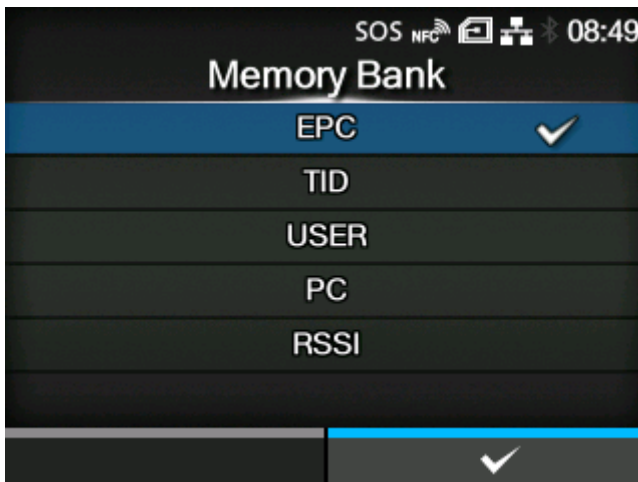 SOS NFC 08:49
Memory Bank
EPC
TID
USER
PC
RSSI